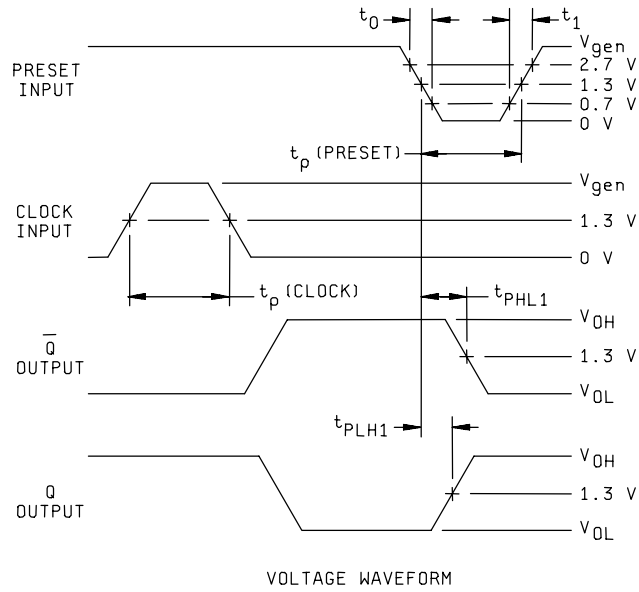 t0 t1
PRESET
INPUT
Vgen
2.7 V
1.3 V
0.7 V
0 V
tp (PRESET)
CLOCK
INPUT
Vgen
1.3 V
0 V
tp (CLOCK)
tPHL1
Q̅
OUTPUT
VOH
1.3 V
VOL
tPLH1
Q
OUTPUT
VOH
1.3 V
VOL
VOLTAGE WAVEFORM